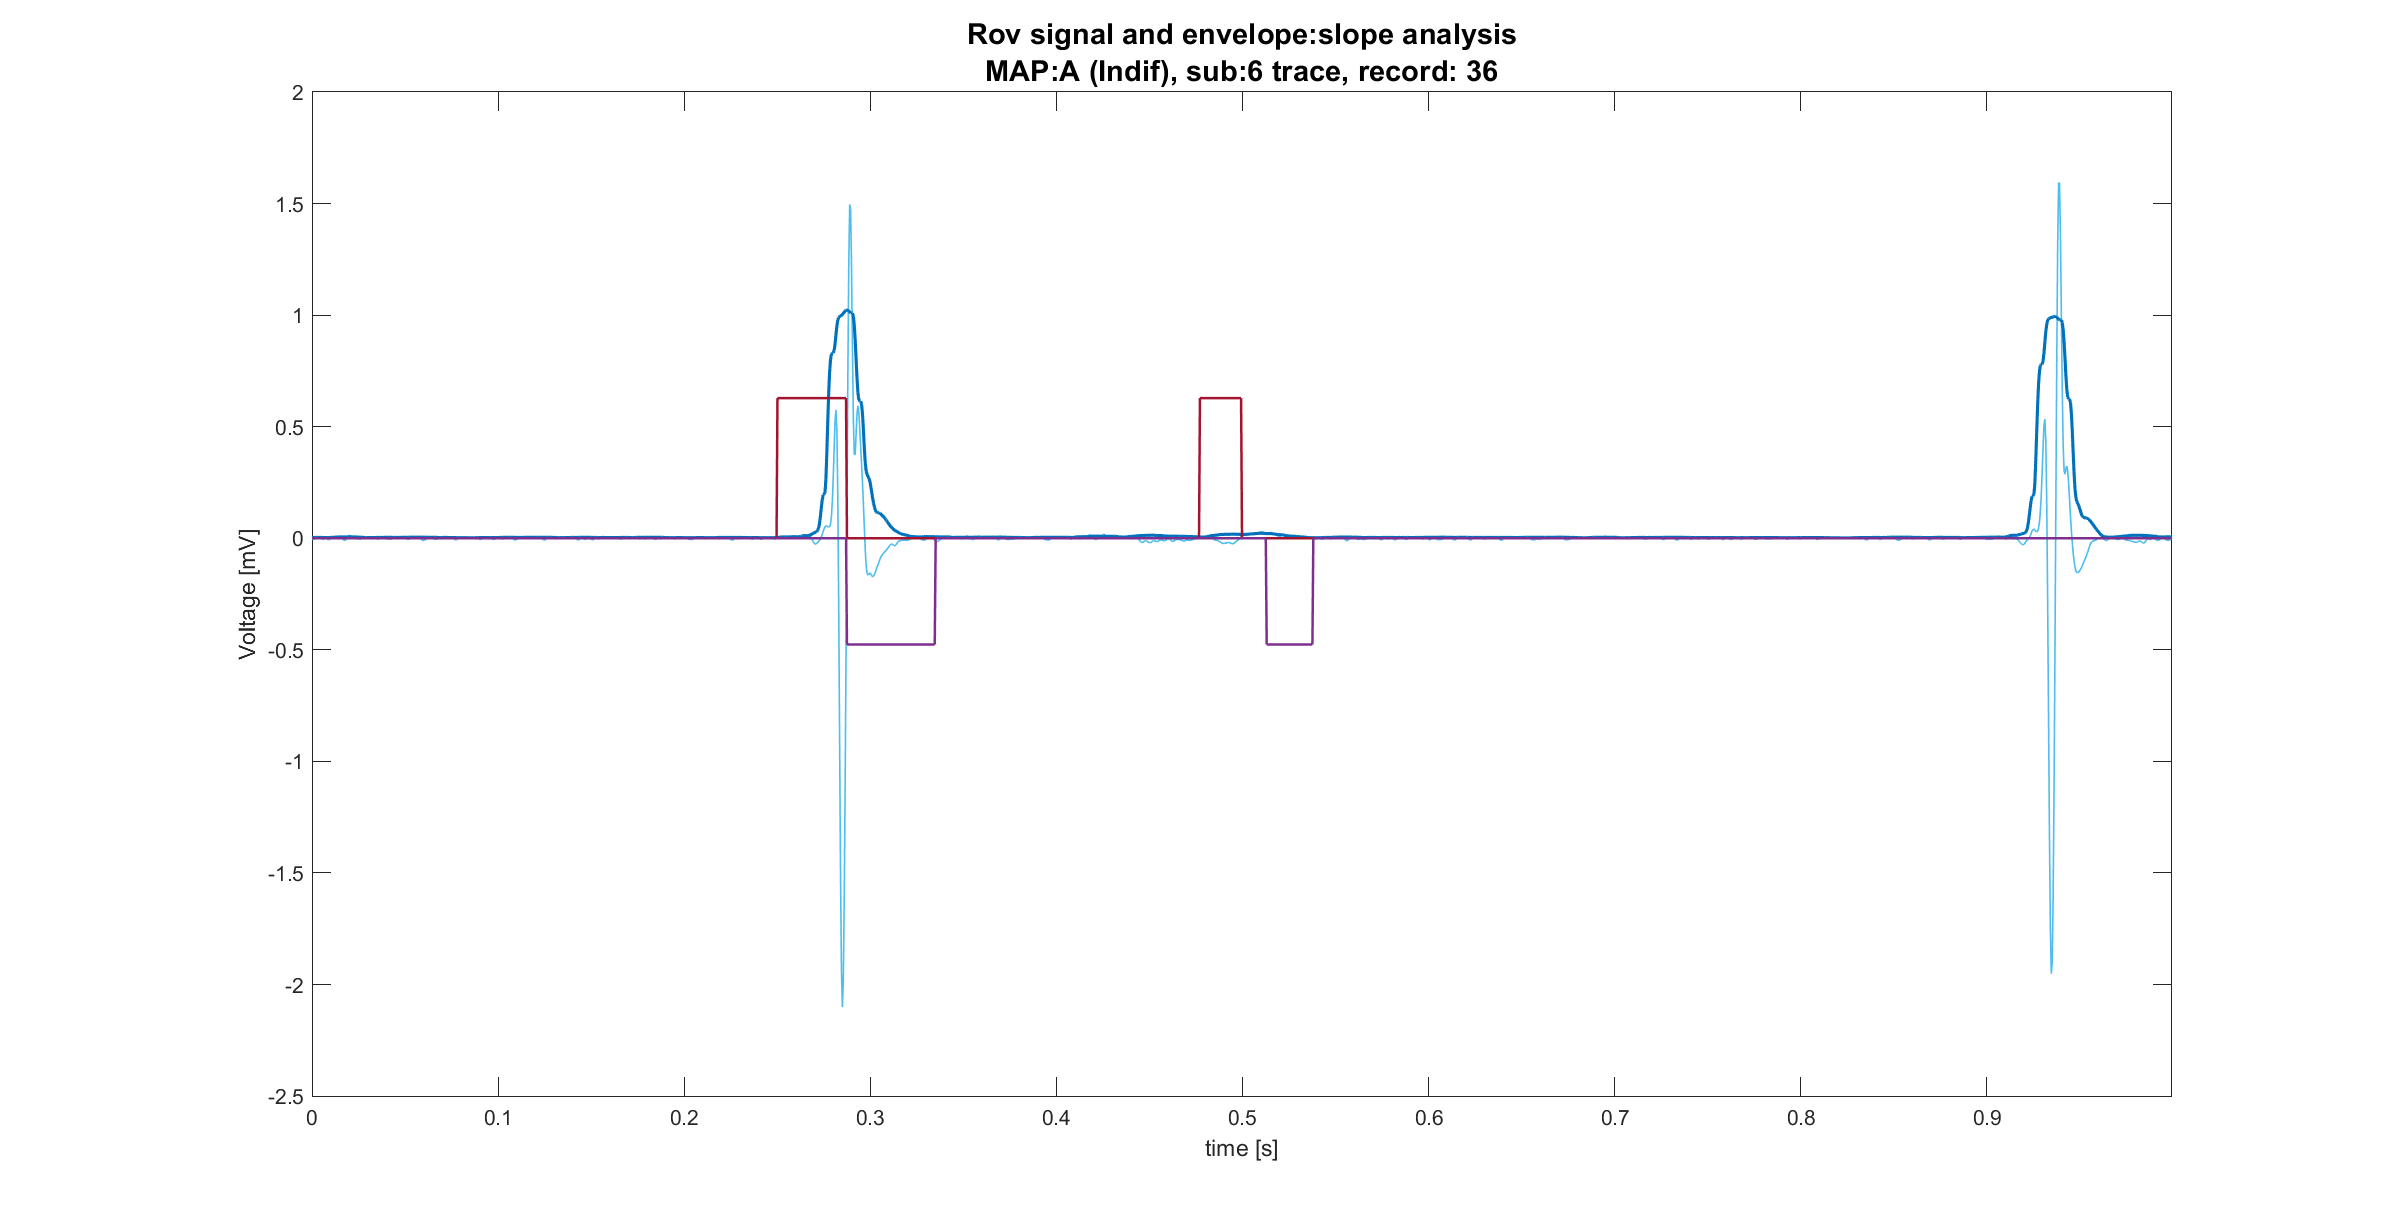 Rov signal and envelope:slope analysis
MAP:A (Indif), sub:6 trace, record: 36
2
1.5
1
0.5
0
-0.5
-1
-1.5
-2
-2.5
Voltage [mV]
0 0.1 0.2 0.3 0.4 0.5 0.6 0.7 0.8 0.9
time [s]